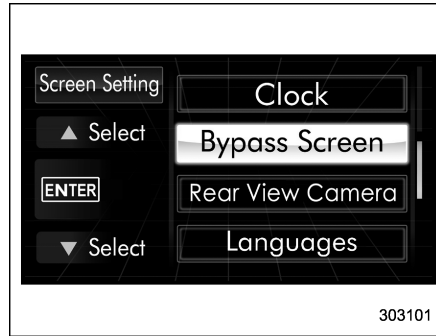 Screen Setting
▲ Select
ENTER
▼ Select
Clock
Bypass Screen
Rear View Camera
Languages
303101